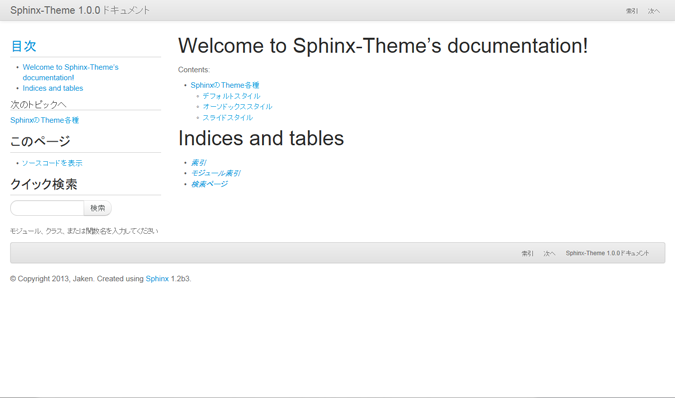 Sphinx-Theme 1.0.0 ドキュメント
索引 次へ
目次
Welcome to Sphinx-Theme's
documentation!
Indices and tables
次のトピックへ
SphinxのTheme各種
このページ
ソースコードを表示
クイック検索
検索
モジュール、クラス、または関数名を入力してください
Welcome to Sphinx-Theme's documentation!
Contents:
SphinxのTheme各種
デフォルトスタイル
オーソドックススタイル
スライドスタイル
Indices and tables
索引
モジュール索引
検索ページ
索引 次へ Sphinx-Theme 1.0.0 ドキュメント
© Copyright 2013, Jaken. Created using Sphinx 1.2b3.